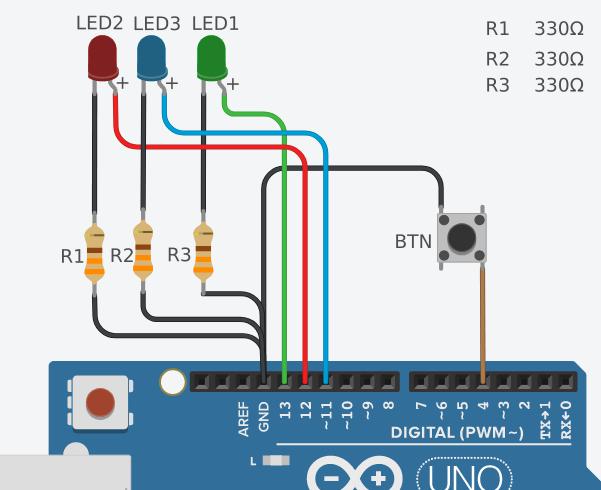 LED2 LED3 LED1
R1 330Ω
R2 330Ω
R3 330Ω
+ + +
R1 R2 R3
BTN
AREF
GND
13
12
~11
~10
~9
8
7
~6
~5
4
~3
2
TX→1
RX←0
DIGITAL (PWM~)
L
UNO